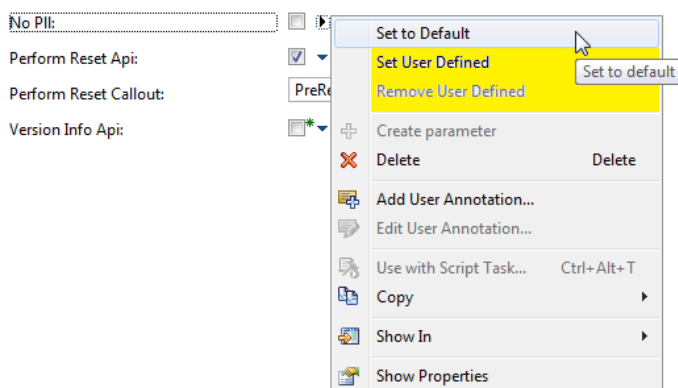 No PII:
Perform Reset Api:
Perform Reset Callout:
PreRe
Version Info Api:
Set to Default
Set User Defined
Set to default
Remove User Defined
Create parameter
Delete Delete
Add User Annotation...
Edit User Annotation...
Use with Script Task... Ctrl+Alt+T
Copy
Show In
Show Properties